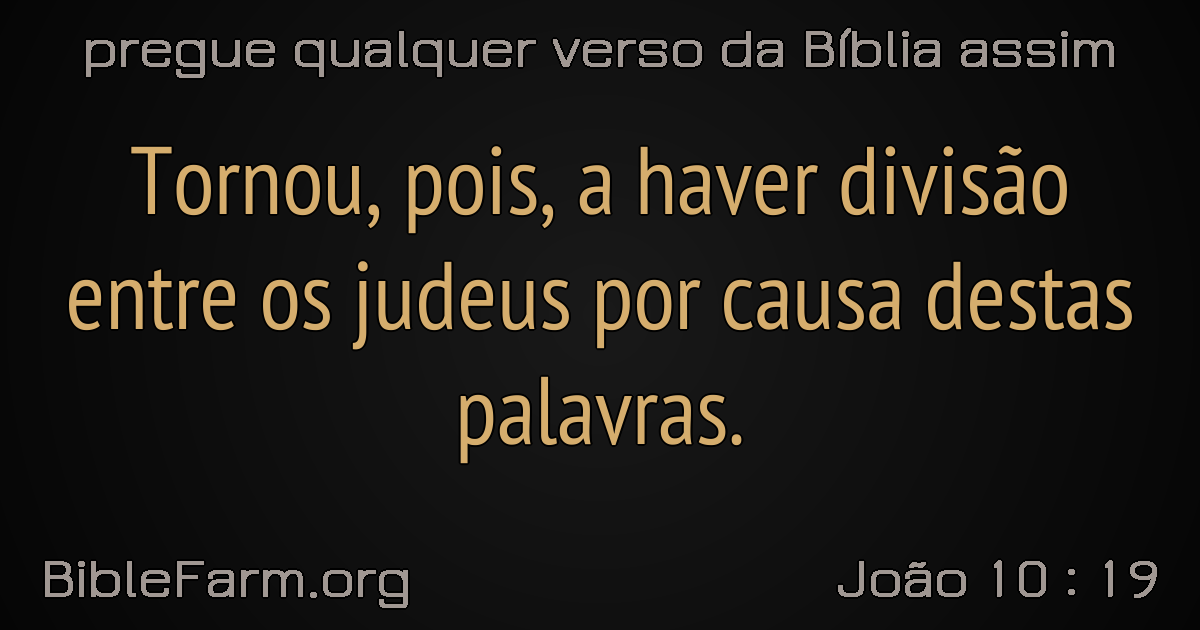 pregue qualquer verso da Bíblia assim
Tornou, pois, a haver divisão
entre os judeus por causa destas
palavras.
BibleFarm.org
João 10 : 19